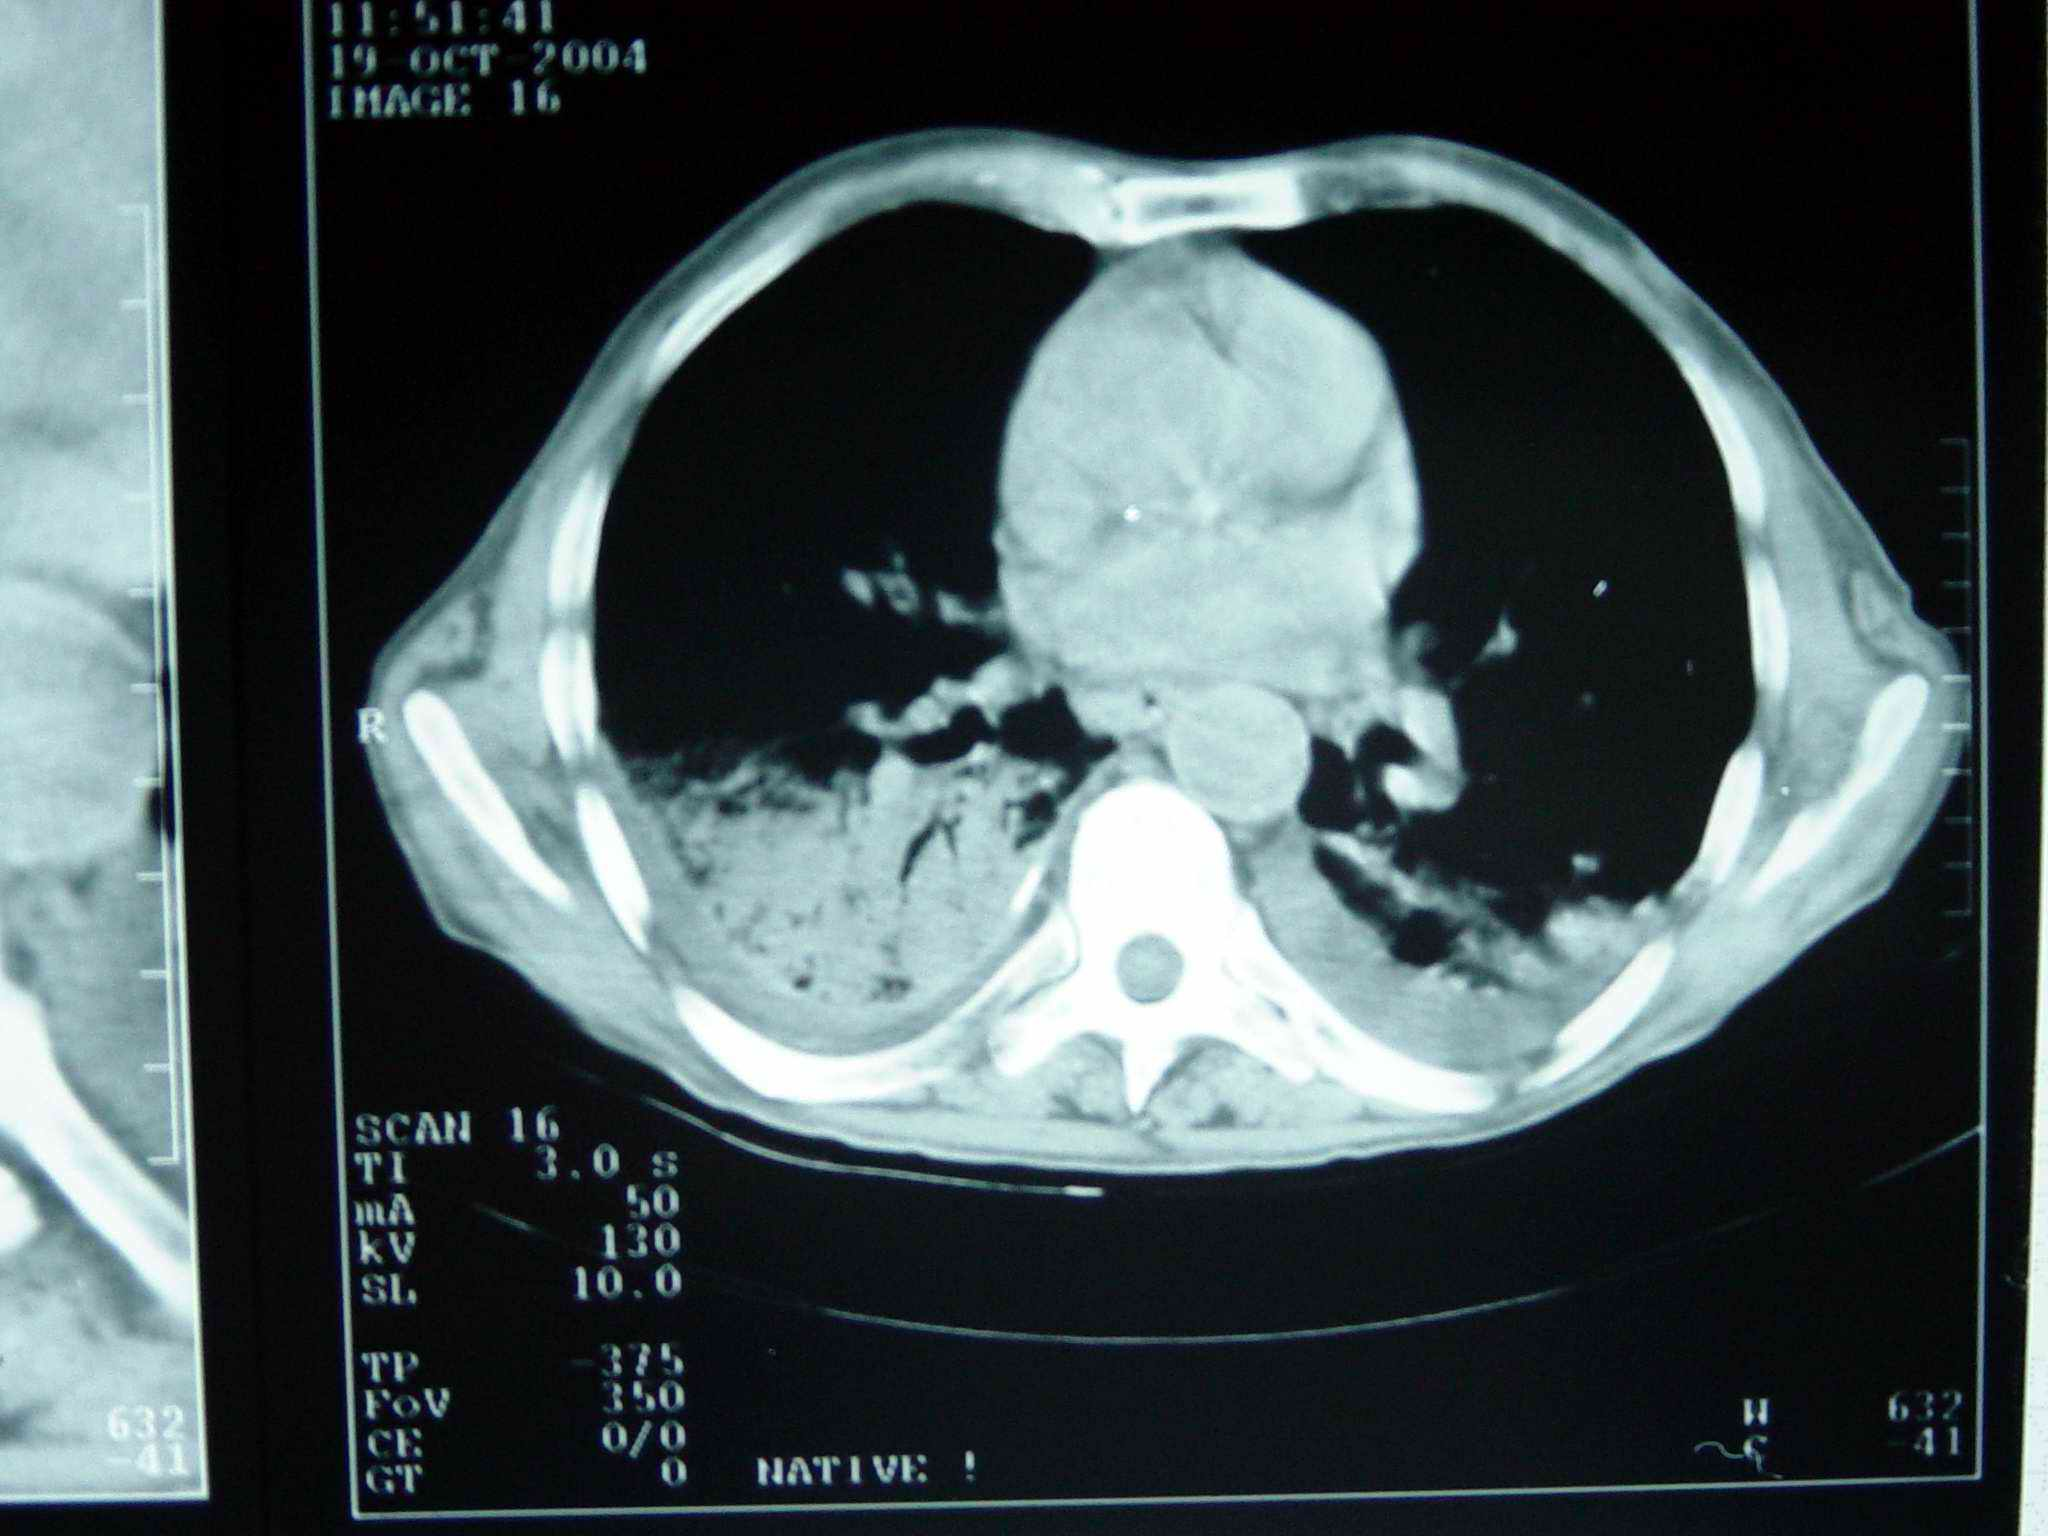 11:51:41
19-OCT-2004
IMAGE 16
R
SCAN 16
TI 3.0 s
mA 50
kV 130
SL 10.0
TP -375
FoV 350
CE 0/0
GT 0
NATIVE !
W 632
C -41
632
-41